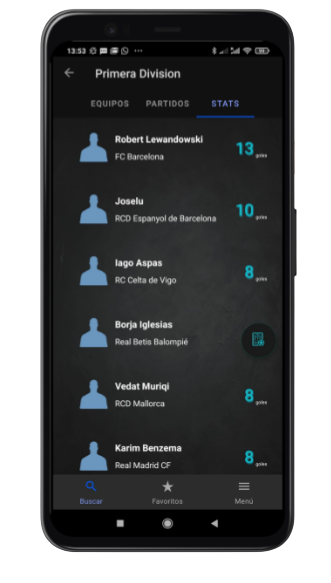 13:53
Primera Division
EQUIPOS PARTIDOS STATS
Robert Lewandowski
13 goles
FC Barcelona
Joselu
10 goles
RCD Espanyol de Barcelona
Iago Aspas
8 goles
RC Celta de Vigo
Borja Iglesias
Real Betis Balompié
Vedat Muriqi
8 goles
RCD Mallorca
Karim Benzema
8 goles
Real Madrid CF
Buscar Favoritos Menú